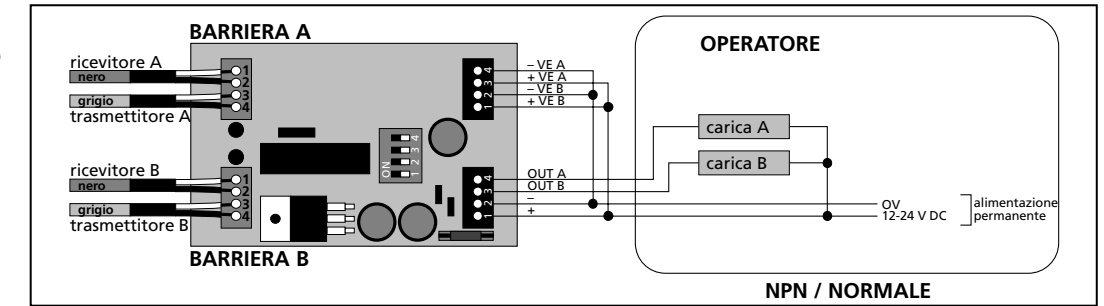 BARRIERA A
ricevitore A
nero
grigio
trasmettitore A
1
2
3
4
ricevitore B
nero
grigio
trasmettitore B
1
2
3
4
BARRIERA B
ON
1 2 3 4
4
3
2
1
– VE A
+ VE A
– VE B
+ VE B
4
3
2
1
OUT A
OUT B
–
+
OPERATORE
carica A
carica B
OV
12-24 V DC
alimentazione
permanente
NPN / NORMALE